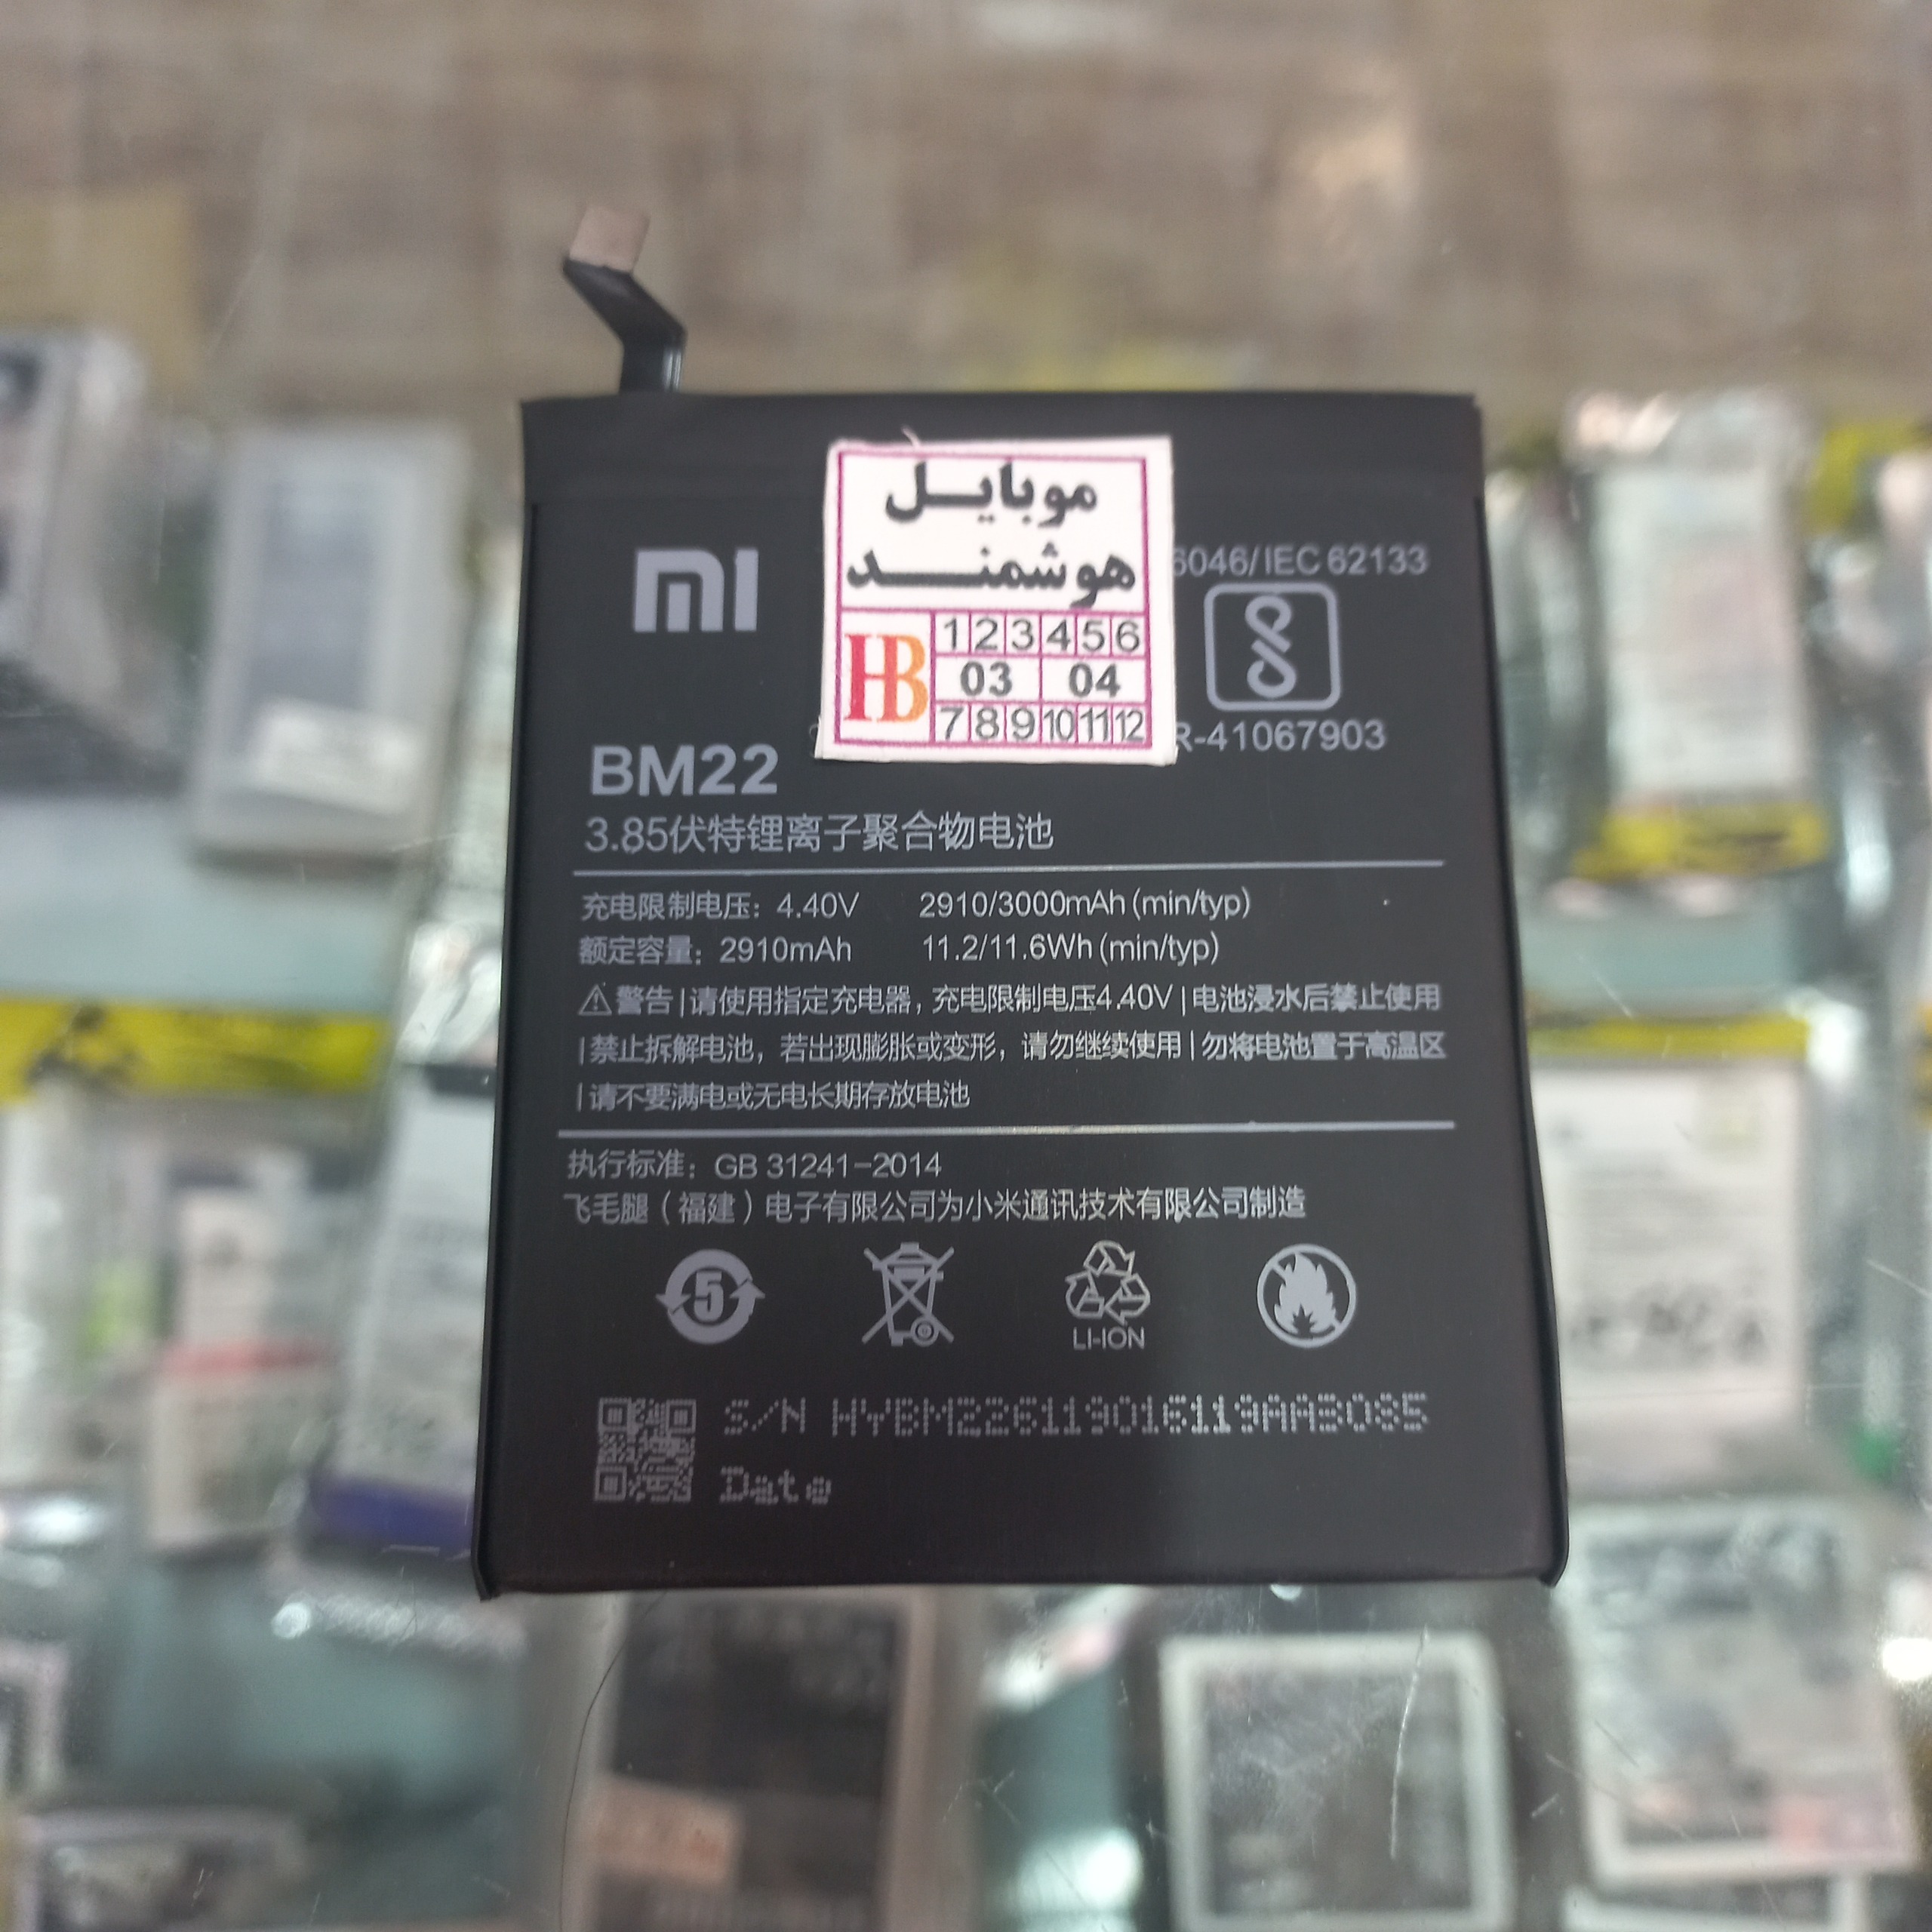 موبایل
هوشمند
HB
1 2 3 4 5 6
03 04
7 8 9 10 11 12
MI
6046/IEC 62133
R-41067903
BM22
3.85伏特锂离子聚合物电池
充电限制电压: 4.40V 2910/3000mAh (min/typ)
额定容量: 2910mAh 11.2/11.6Wh (min/typ)
警告|请使用指定充电器, 充电限制电压4.40V|电池浸水后禁止使用
|禁止拆解电池, 若出现膨胀或变形, 请勿继续使用|勿将电池置于高温区
|请不要满电或无电长期存放电池
执行标准: GB 31241-2014
飞毛腿（福建）电子有限公司为小米通讯技术有限公司制造
5
LI-ION
S/N HYBM226119016119AA3085
Date